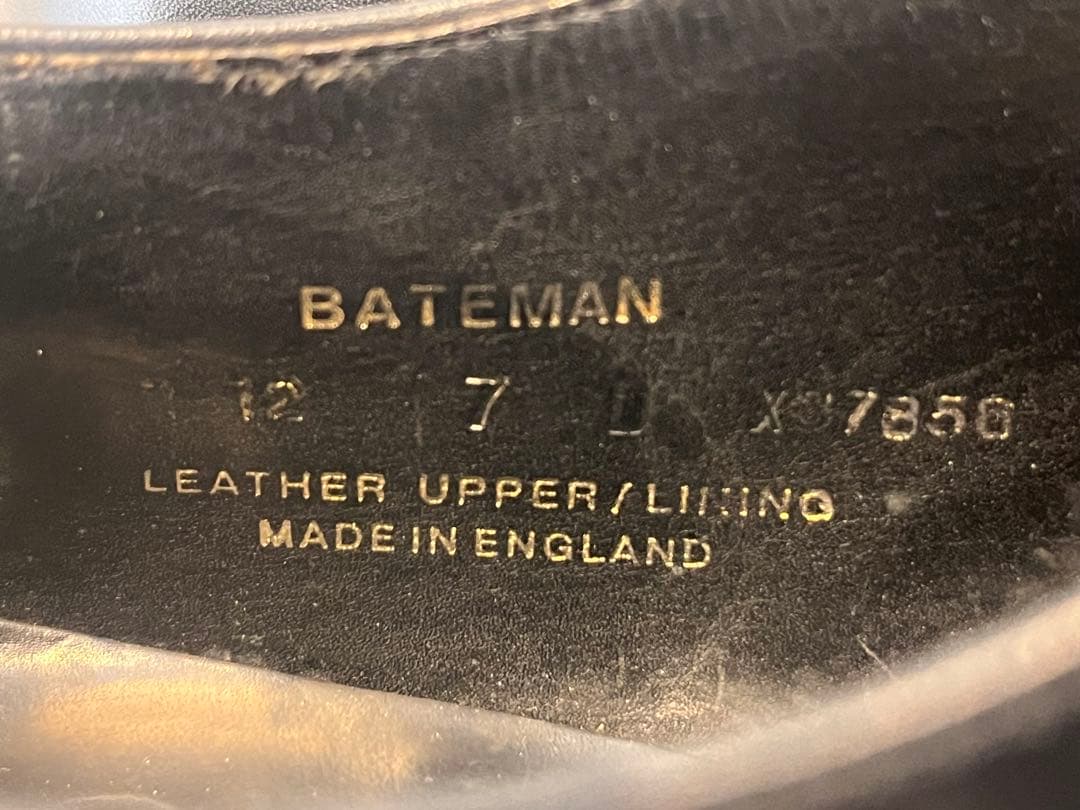 BATEMAN
12 7 D
LEATHER UPPER/LINING
MADE IN ENGLAND